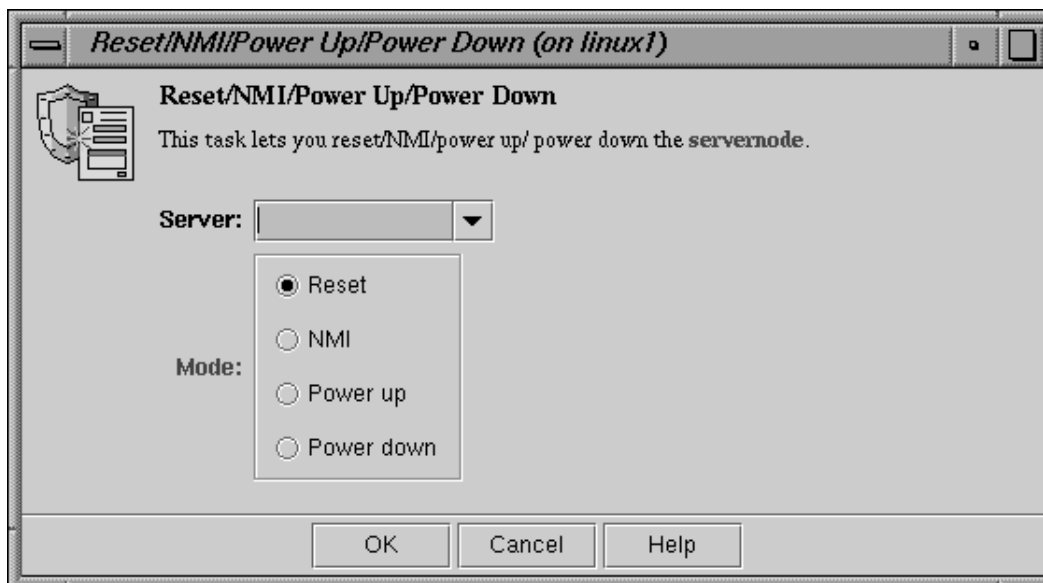 Reset/NMI/Power Up/Power Down (on linux1)
Reset/NMI/Power Up/Power Down
This task lets you reset/NMI/power up/ power down the servernode.
Server:
Reset
NMI
Mode:
Power up
Power down
OK Cancel Help